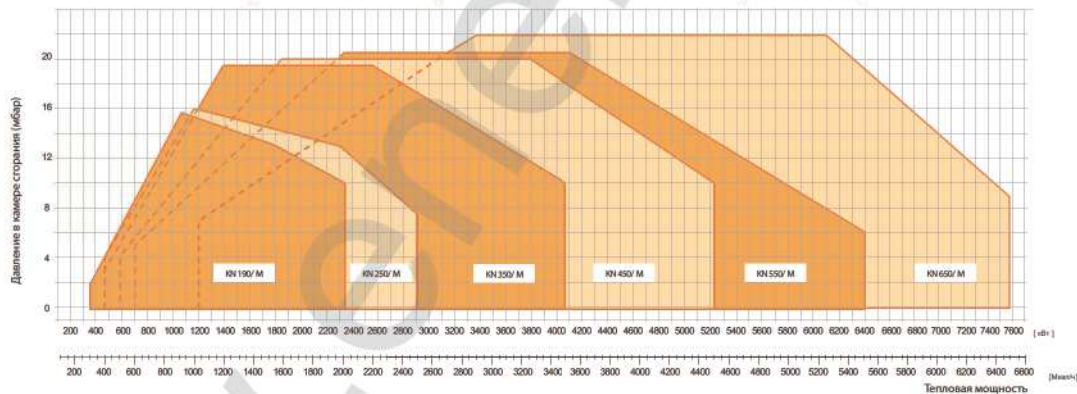 Давление в камере сгорания (мбар)
20
16
12
8
4
0
KN 190/ M
KN 250/ M
KN 350/ M
KN 450/ M
KN 550/ M
KN 650/ M
200 400 600 800 1000 1200 1400 1600 1800 2000 2200 2400 2600 2800 3000 3200 3400 3600 3800 4000 4200 4400 4600 4800 5000 5200 5400 5600 5800 6000 6200 6400 6600 6800 7000 7200 7400 7600 [кВт]
200 400 600 800 1000 1200 1400 1600 1800 2000 2200 2400 2600 2800 3000 3200 3400 3600 3800 4000 4200 4400 4600 4800 5000 5200 5400 5600 5800 6000 6200 6400 6600 [Мкал/ч]
Тепловая мощность